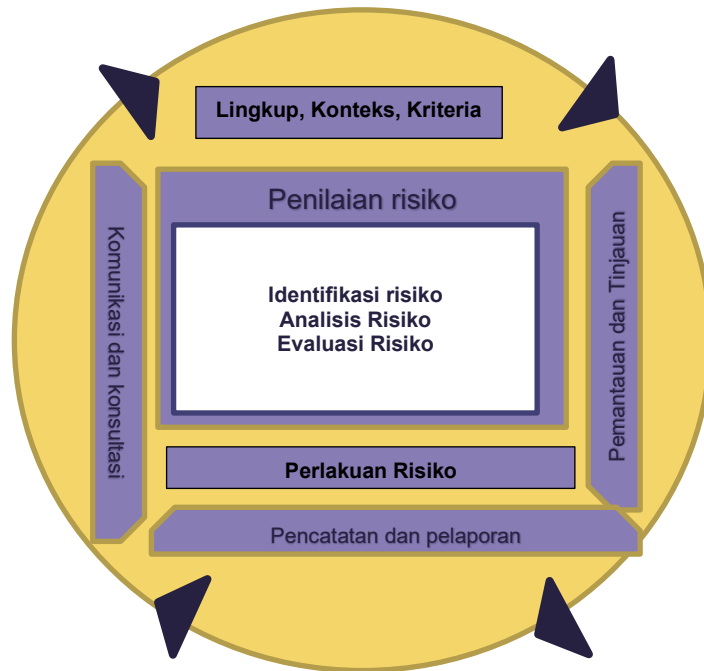 Lingkup, Konteks, Kriteria
Penilaian risiko
Identifikasi risiko
Analisis Risiko
Evaluasi Risiko
Komunikasi dan konsultasi
Pemantauan dan Tinjauan
Perlakuan Risiko
Pencatatan dan pelaporan